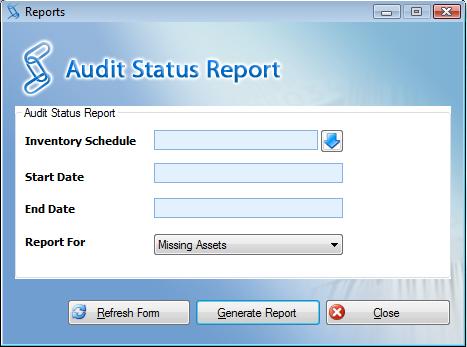 Reports
Audit Status Report
Audit Status Report
Inventory Schedule
Start Date
End Date
Report For
Missing Assets
Refresh Form
Generate Report
Close